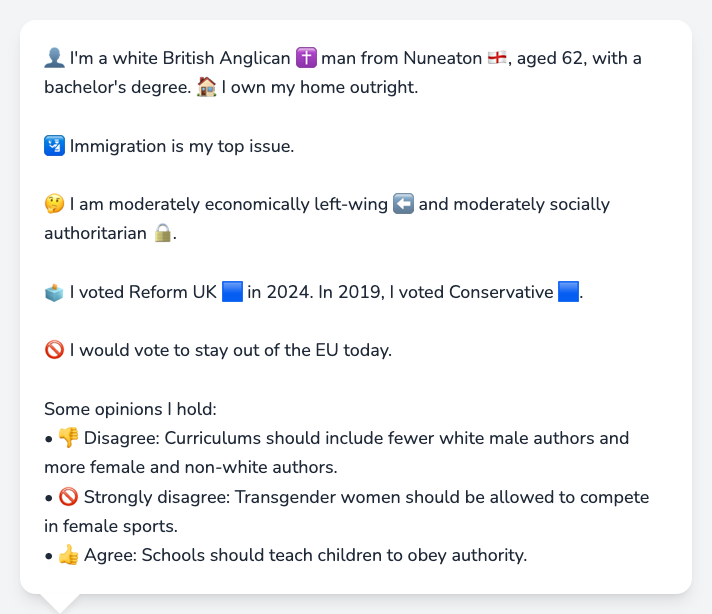 👤 I'm a white British Anglican ✝️ man from Nuneaton 🏴󠁧󠁢󠁥󠁮󠁧󠁿, aged 62, with a
bachelor's degree. 🏠 I own my home outright.
🛂 Immigration is my top issue.
🤔 I am moderately economically left-wing ⬅️ and moderately socially
authoritarian 🔒.
🗳️ I voted Reform UK 🟦 in 2024. In 2019, I voted Conservative 🟦.
🚫 I would vote to stay out of the EU today.
Some opinions I hold:
• 👎 Disagree: Curriculums should include fewer white male authors and
more female and non-white authors.
• 🚫 Strongly disagree: Transgender women should be allowed to compete
in female sports.
• 👍 Agree: Schools should teach children to obey authority.